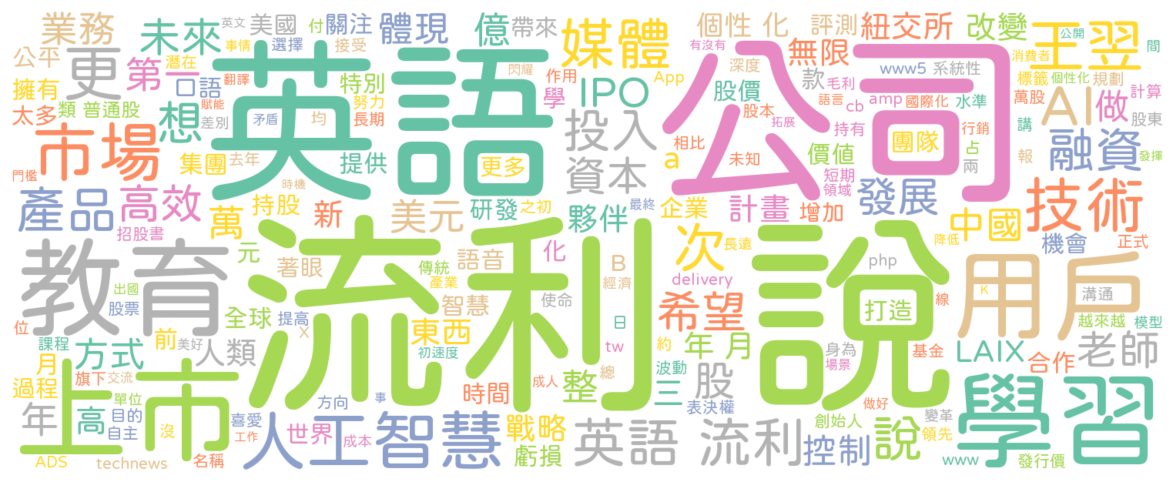 業務
未來
美國
付
關注
體現
億
帶來
媒體
個性 化
評測
紐交所
改變
王翌
間
英文
事情
選擇
接受
有沒有
公開
消費者
公平
更
第一
潛在
口語
翻譯
特別
閃耀
作用
App
深度
無限
www5
系統性
標籤
個性化
規劃
擁有
類
普通股
想
賦能
努力
英語
IPO
學
股價
款
毛利
AI
做
萬股
計算
太多
差別
矛盾
均
長期
股本
語言
cb
amp
國際化
水準
講
股東
市場
投入
公司
拓展
持有
團隊
行銷
融資
門檻
集團
去年
提供
更多
資本
a
相比
未知
價值
占
報
發揮
短期
領域
兩
產品
高效
萬
持股
時機
新
美元
研發
之初
夥伴
最終
企業
計畫
增加
發展
中國
技術
招股書
元
著眼
流利說
次
長遠
降低
機會
正式
教育
傳統
語音
化
B
經濟
delivery
php
用戶
溝通
出國
股票
全球
提高
X
產業
智慧
使命
日
希望
打造
線
K
越來越
模型
位
課程
前
美好
人類
東西
初速度
tw
約
年 月
波動
身為
場景
基金
LAIX
合作
老師
月
方式
過程
旗下
交流
單位
時間
成人
整
總
三
股
表決權
做好
年
上市
高
目的
自主
沒
喜愛
工作
方向
事
世界
成本
人工智慧
戰略
虧損
英語 流利
控制
創始人
說
變革
領先
學習
ADS
technews
名稱
www
發行價